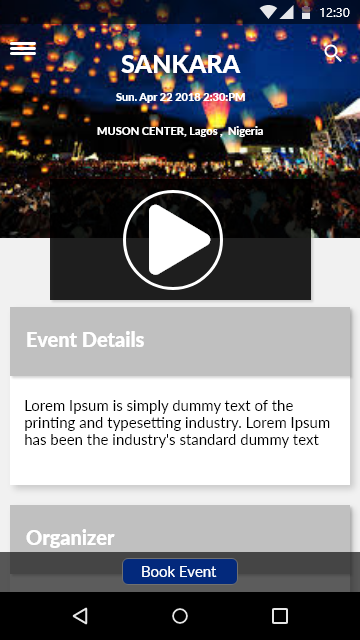 12:30
SANKARA
Sun. Apr 22 2018 2:30:PM
MUSON CENTER, Lagos , Nigeria
Event Details
Lorem Ipsum is simply dummy text of the
printing and typesetting industry. Lorem Ipsum
has been the industry's standard dummy text
Organizer
Book Event